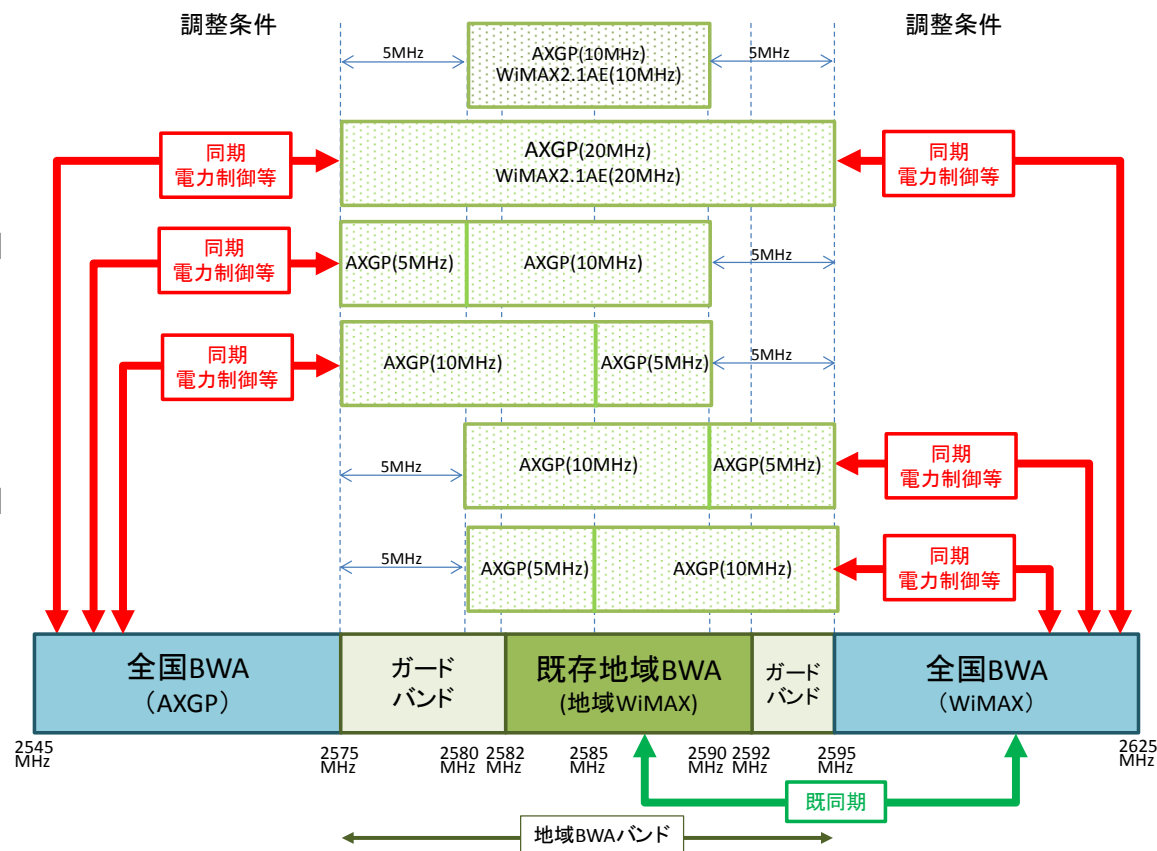 調整条件
調整条件
5MHz
AXGP(10MHz)
WiMAX2.1AE(10MHz)
5MHz
同期
電力制御等
AXGP(20MHz)
WiMAX2.1AE(20MHz)
同期
電力制御等
同期
電力制御等
AXGP(5MHz)
AXGP(10MHz)
5MHz
同期
電力制御等
AXGP(10MHz)
AXGP(5MHz)
5MHz
5MHz
AXGP(10MHz)
AXGP(5MHz)
同期
電力制御等
5MHz
AXGP(5MHz)
AXGP(10MHz)
同期
電力制御等
全国BWA
（AXGP）
ガード
バンド
既存地域BWA
(地域WiMAX)
ガード
バンド
全国BWA
（WiMAX）
2545
MHz
2575
MHz
2580
MHz
2582
MHz
2585
MHz
2590
MHz
2592
MHz
2595
MHz
2625
MHz
既同期
地域BWAバンド